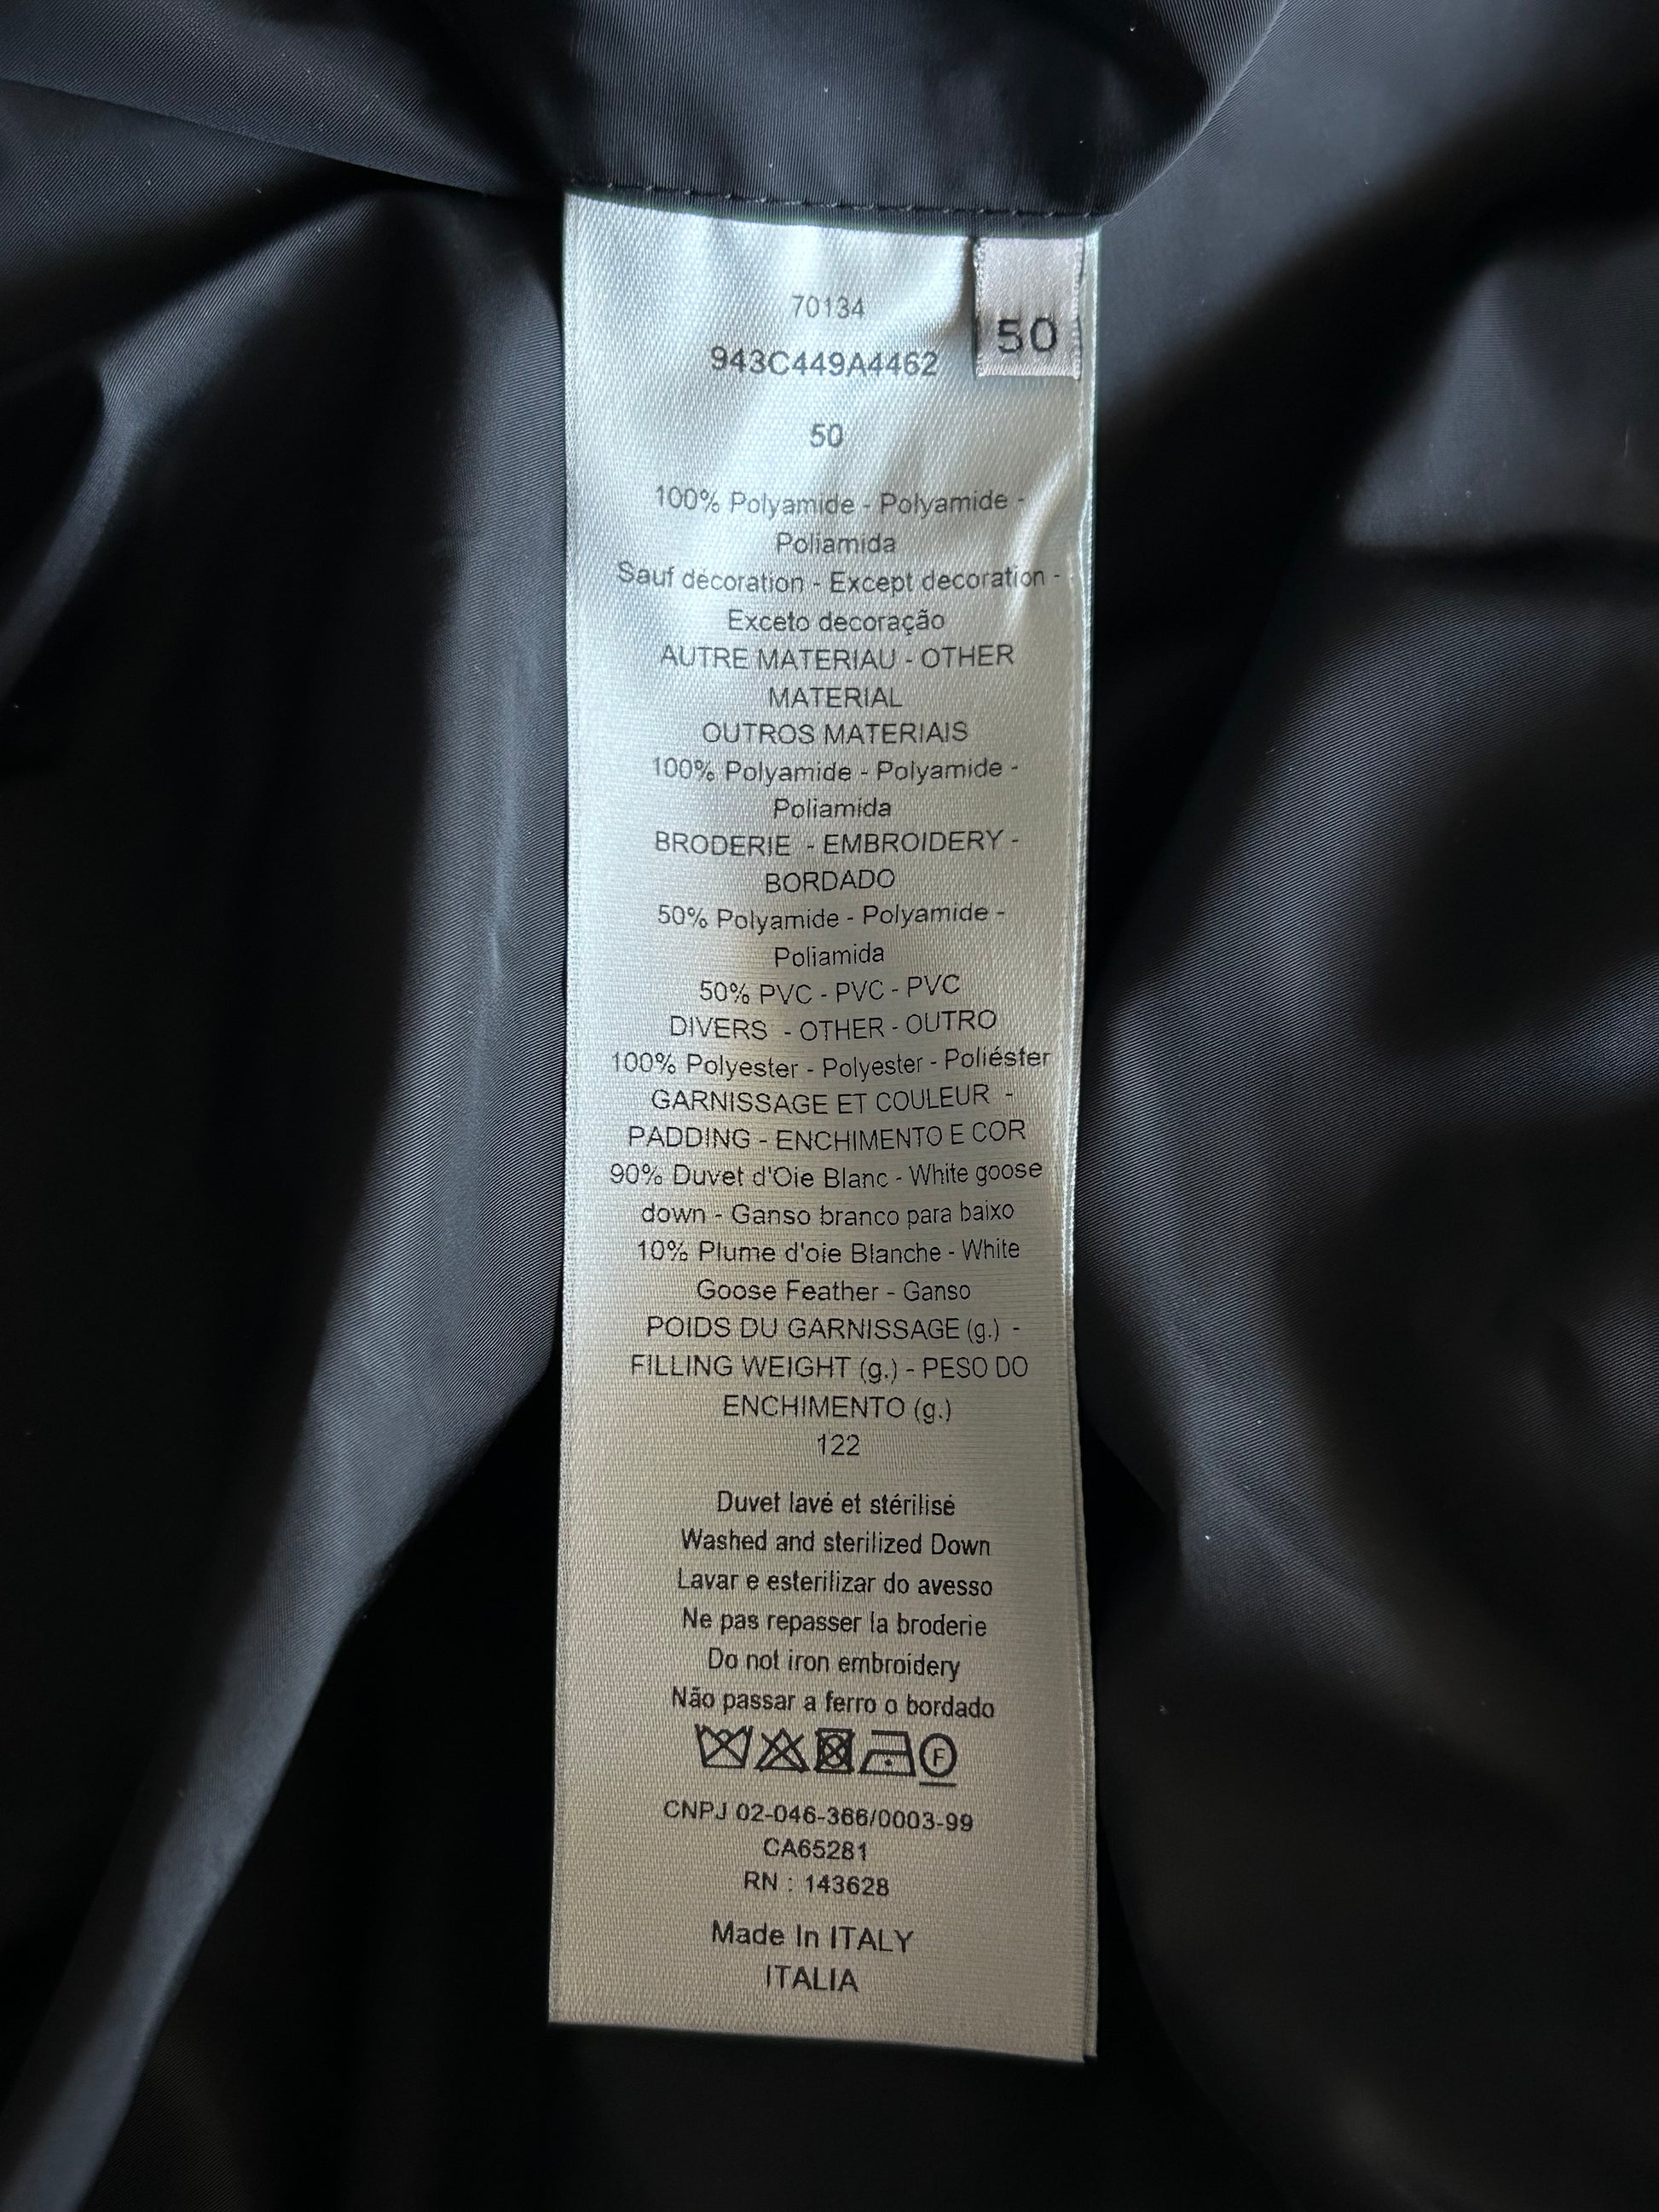 70134
50
943C449A4462
50
100% Polyamide - Polyamide -
Poliamida
Sauf décoration - Except decoration -
Exceto decoração
AUTRE MATERIAU - OTHER
MATERIAL
OUTROS MATERIAIS
100% Polyamide - Polyamide -
Poliamida
BRODERIE - EMBROIDERY -
BORDADO
50% Polyamide - Polyamide -
Poliamida
50% PVC - PVC - PVC
DIVERS - OTHER - OUTRO
100% Polyester - Polyester - Poliéster
GARNISSAGE ET COULEUR -
PADDING - ENCHIMENTO E COR
90% Duvet d'Oie Blanc - White goose
down - Ganso branco para baixo
10% Plume d'oie Blanche - White
Goose Feather - Ganso
POIDS DU GARNISSAGE (g.) -
FILLING WEIGHT (g.) - PESO DO
ENCHIMENTO (g.)
122
Duvet lavé et stérilisé
Washed and sterilized Down
Lavar e esterilizar do avesso
Ne pas repasser la broderie
Do not iron embroidery
Não passar a ferro o bordado
F
CNPJ 02-046-366/0003-99
CA65281
RN : 143628
Made In ITALY
ITALIA